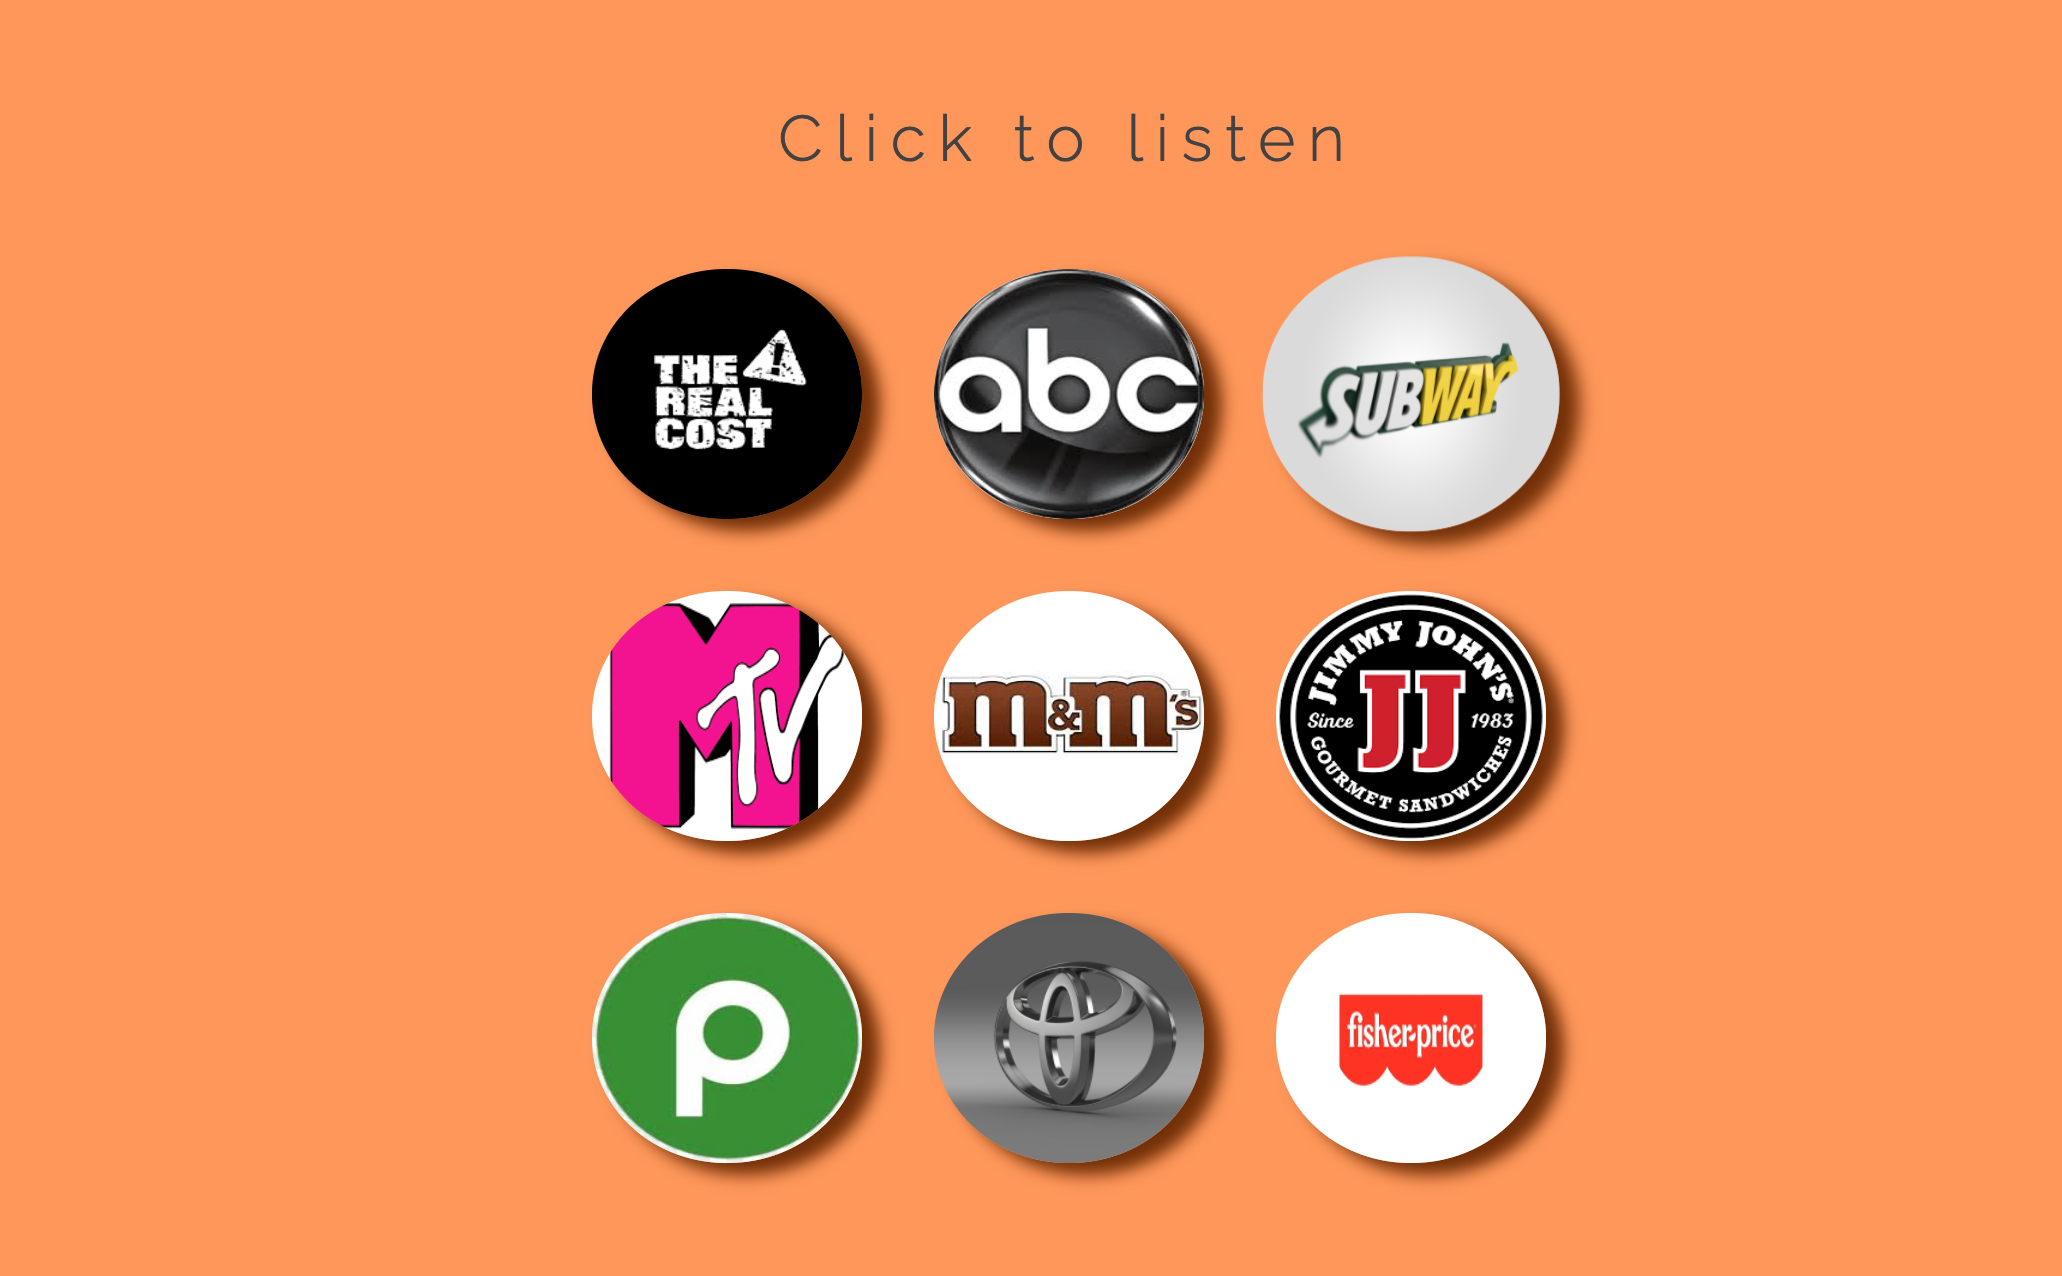 Click to listen
THE
REAL
COST
abc
SUBWAY
MTV
m&m's
JIMMY JOHN'S
Since JJ 1983
GOURMET SANDWICHES
p
fisher-price